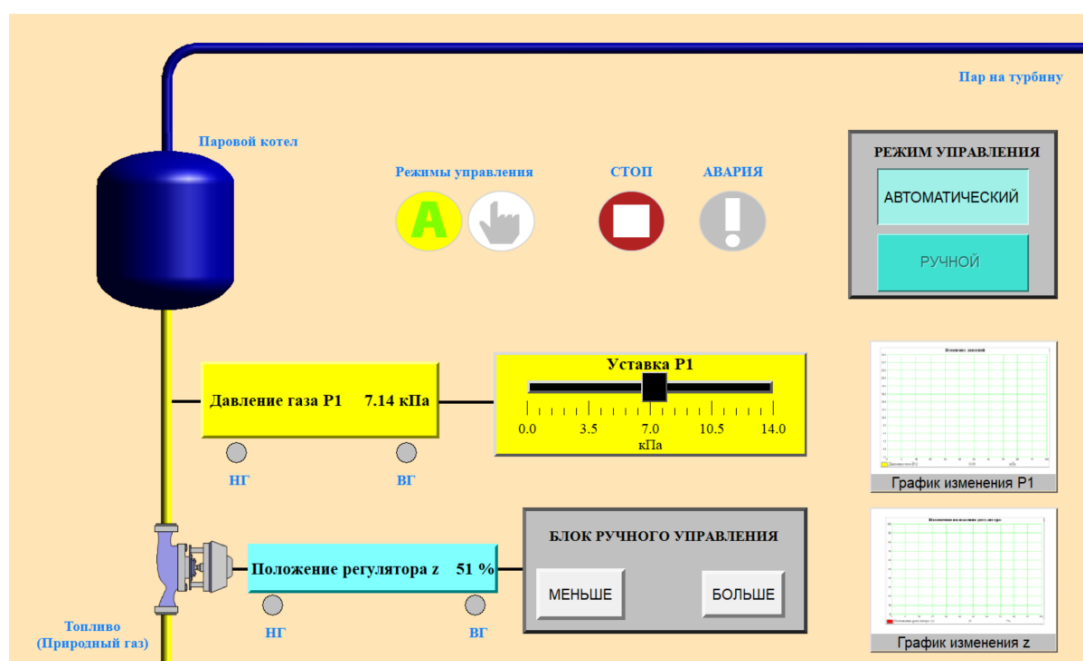 Пар на турбину
Паровой котел
Режимы управления
СТОП
АВАРИЯ
РЕЖИМ УПРАВЛЕНИЯ
А
АВТОМАТИЧЕСКИЙ
РУЧНОЙ
Уставка P1
Давление газа P1 7.14 кПа
0.0 3.5 7.0 10.5 14.0
кПа
НГ
ВГ
График изменения P1
БЛОК РУЧНОГО УПРАВЛЕНИЯ
Положение регулятора z 51 %
МЕНЬШЕ
БОЛЬШЕ
НГ
ВГ
Топливо
(Природный газ)
График изменения z